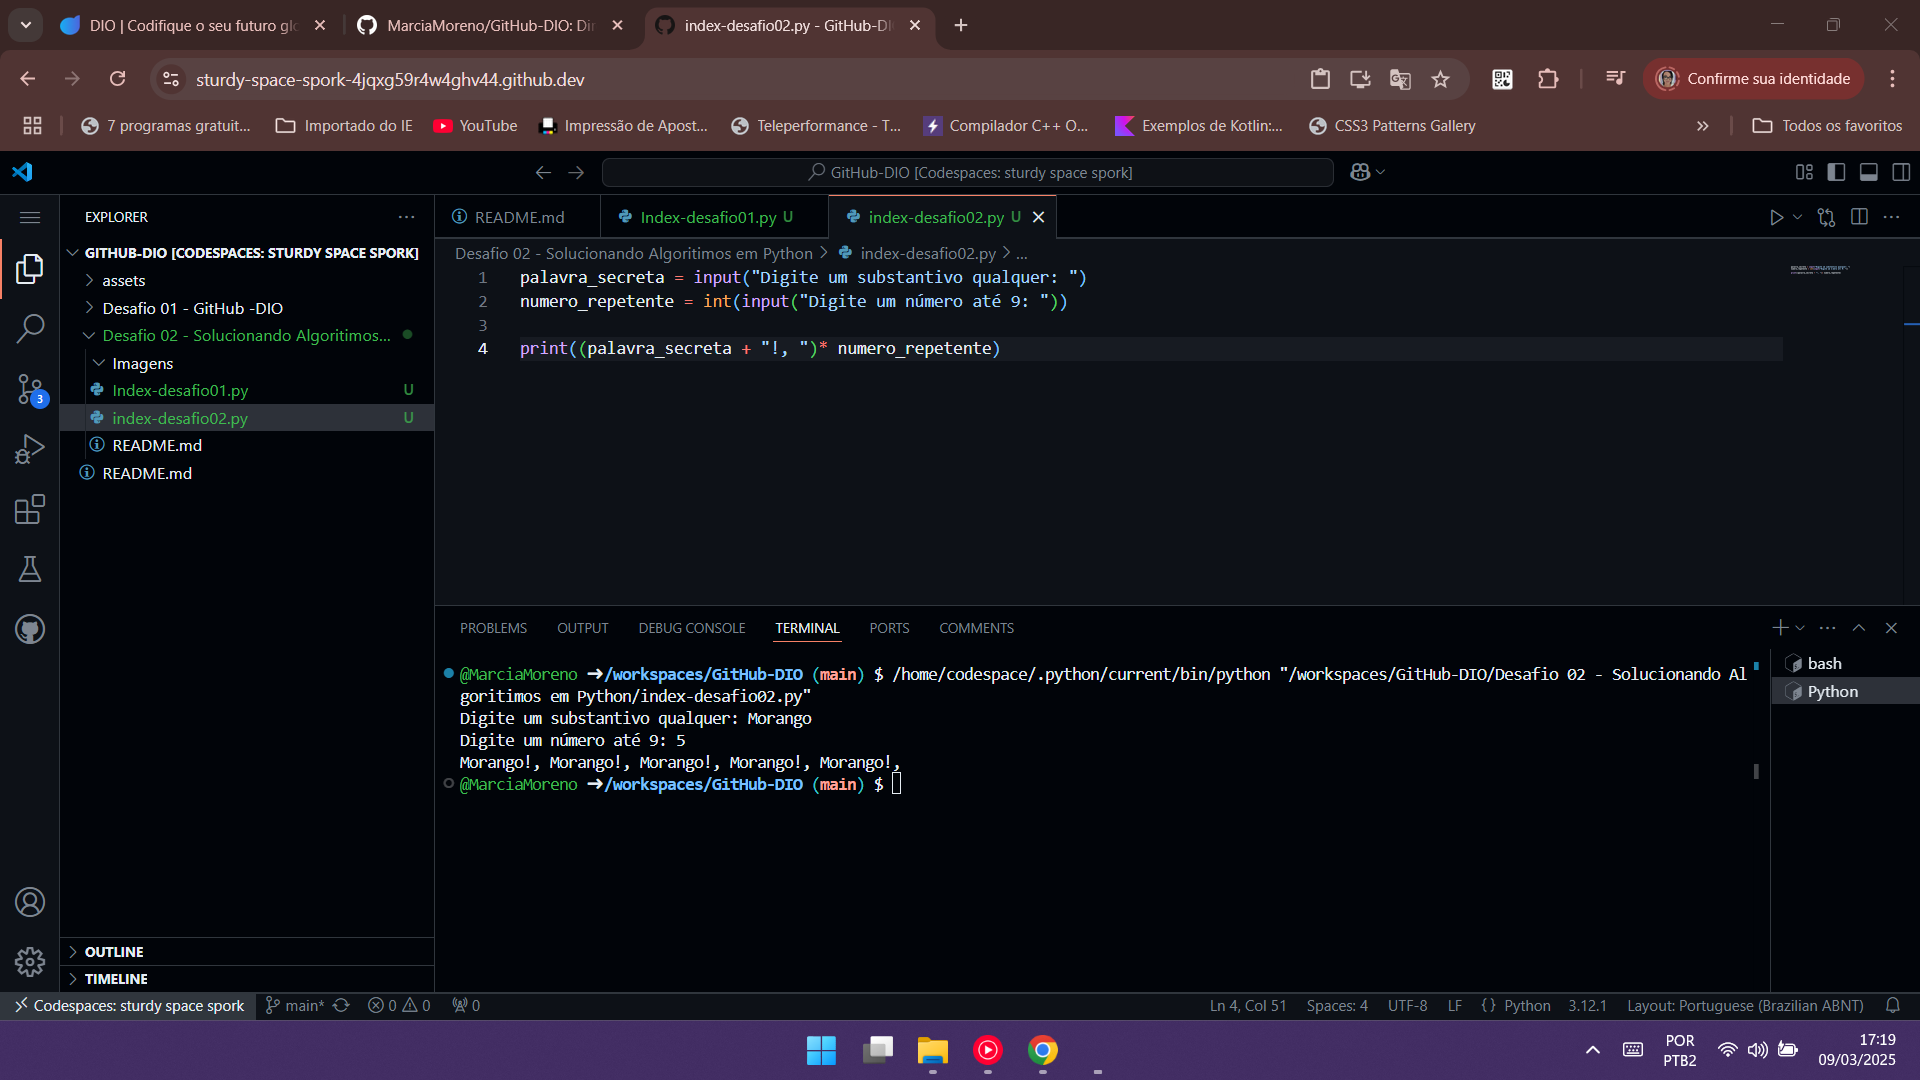 DIO | Codifique o seu futuro glo
MarciaMoreno/GitHub-DIO: Dir
index-desafio02.py - GitHub-DI
sturdy-space-spork-4jqxg59r4w4ghv44.github.dev
Confirme sua identidade
7 programas gratuit...
Importado do IE
YouTube
Impressão de Apost...
Teleperformance - T...
Compilador C++ O...
Exemplos de Kotlin:...
CSS3 Patterns Gallery
Todos os favoritos
GitHub-DIO [Codespaces: sturdy space spork]
EXPLORER
GITHUB-DIO [CODESPACES: STURDY SPACE SPORK]
assets
Desafio 01 - GitHub -DIO
Desafio 02 - Solucionando Algoritimos...
Imagens
Index-desafio01.py U
index-desafio02.py U
README.md
README.md
OUTLINE
TIMELINE
README.md
Index-desafio01.py U
index-desafio02.py U
Desafio 02 - Solucionando Algoritimos em Python > index-desafio02.py > ...
1 palavra_secreta = input("Digite um substantivo qualquer: ")
2 numero_repetente = int(input("Digite um número até 9: "))
3
4 print((palavra_secreta + "!, ")* numero_repetente)
PROBLEMS
OUTPUT
DEBUG CONSOLE
TERMINAL
PORTS
COMMENTS
@MarciaMoreno ➜/workspaces/GitHub-DIO (main) $ /home/codespace/.python/current/bin/python "/workspaces/GitHub-DIO/Desafio 02 - Solucionando Al
goritimos em Python/index-desafio02.py"
Digite um substantivo qualquer: Morango
Digite um número até 9: 5
Morango!, Morango!, Morango!, Morango!, Morango!,
@MarciaMoreno ➜/workspaces/GitHub-DIO (main) $
bash
Python
3
Codespaces: sturdy space spork
main*
0
0
0
Ln 4, Col 51
Spaces: 4
UTF-8
LF
{} Python
3.12.1
Layout: Portuguese (Brazilian ABNT)
POR
PTB2
17:19
09/03/2025